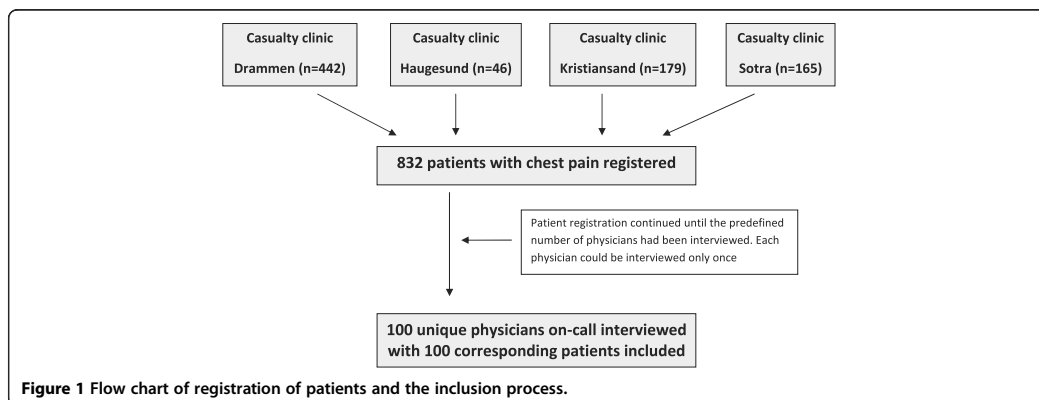 Casualty clinic
Drammen (n=442)
Casualty clinic
Haugesund (n=46)
Casualty clinic
Kristiansand (n=179)
Casualty clinic
Sotra (n=165)
832 patients with chest pain registered
Patient registration continued until the predefined
number of physicians had been interviewed. Each
physician could be interviewed only once
100 unique physicians on-call interviewed
with 100 corresponding patients included
Figure 1 Flow chart of registration of patients and the inclusion process.